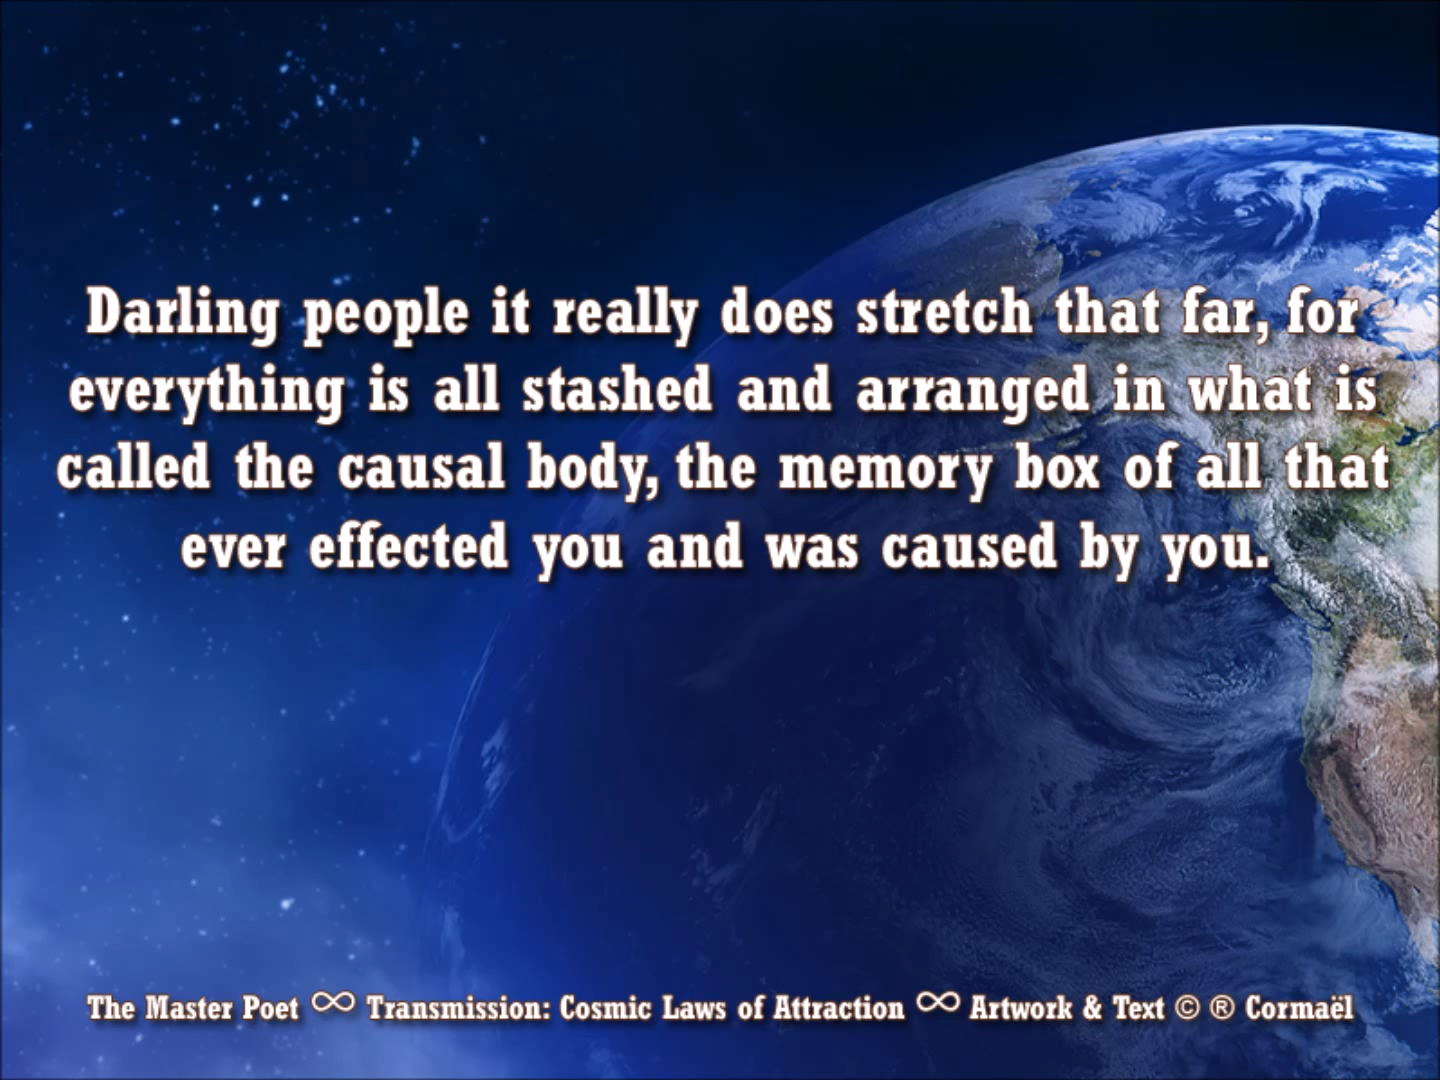 Darling people it really does stretch that far, for
everything is all stashed and arranged in what is
called the causal body, the memory box of all that
ever effected you and was caused by you.
The Master Poet ∞ Transmission: Cosmic Laws of Attraction ∞ Artwork & Text © ® Cormaël